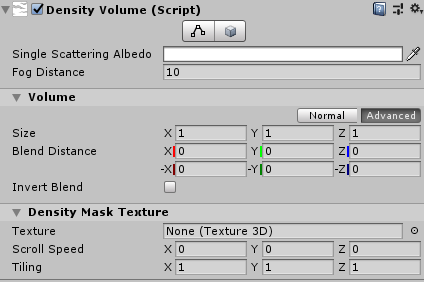 Density Volume (Script)
Single Scattering Albedo
Fog Distance 10
Volume
Normal Advanced
Size X 1 Y 1 Z 1
Blend Distance X 0 Y 0 Z 0
-X 0 -Y 0 -Z 0
Invert Blend
Density Mask Texture
Texture None (Texture 3D)
Scroll Speed X 0 Y 0 Z 0
Tiling X 1 Y 1 Z 1